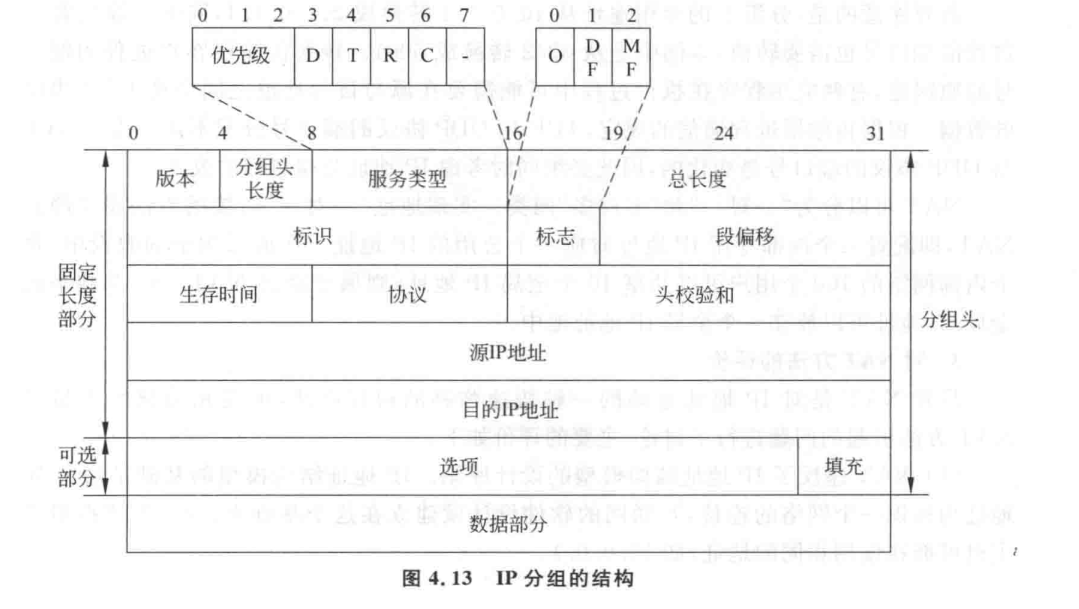 0 1 2 3 4 5 6 7
优先级 D T R C -
0 1 2
O DF MF
0 4 8 16 19 24 31
版本 分组头长度 服务类型 总长度
标识 标志 段偏移
固定长度部分
生存时间 协议 头校验和
分组头
源IP地址
目的IP地址
可选部分
选项 填充
数据部分
图 4.13 IP 分组的结构